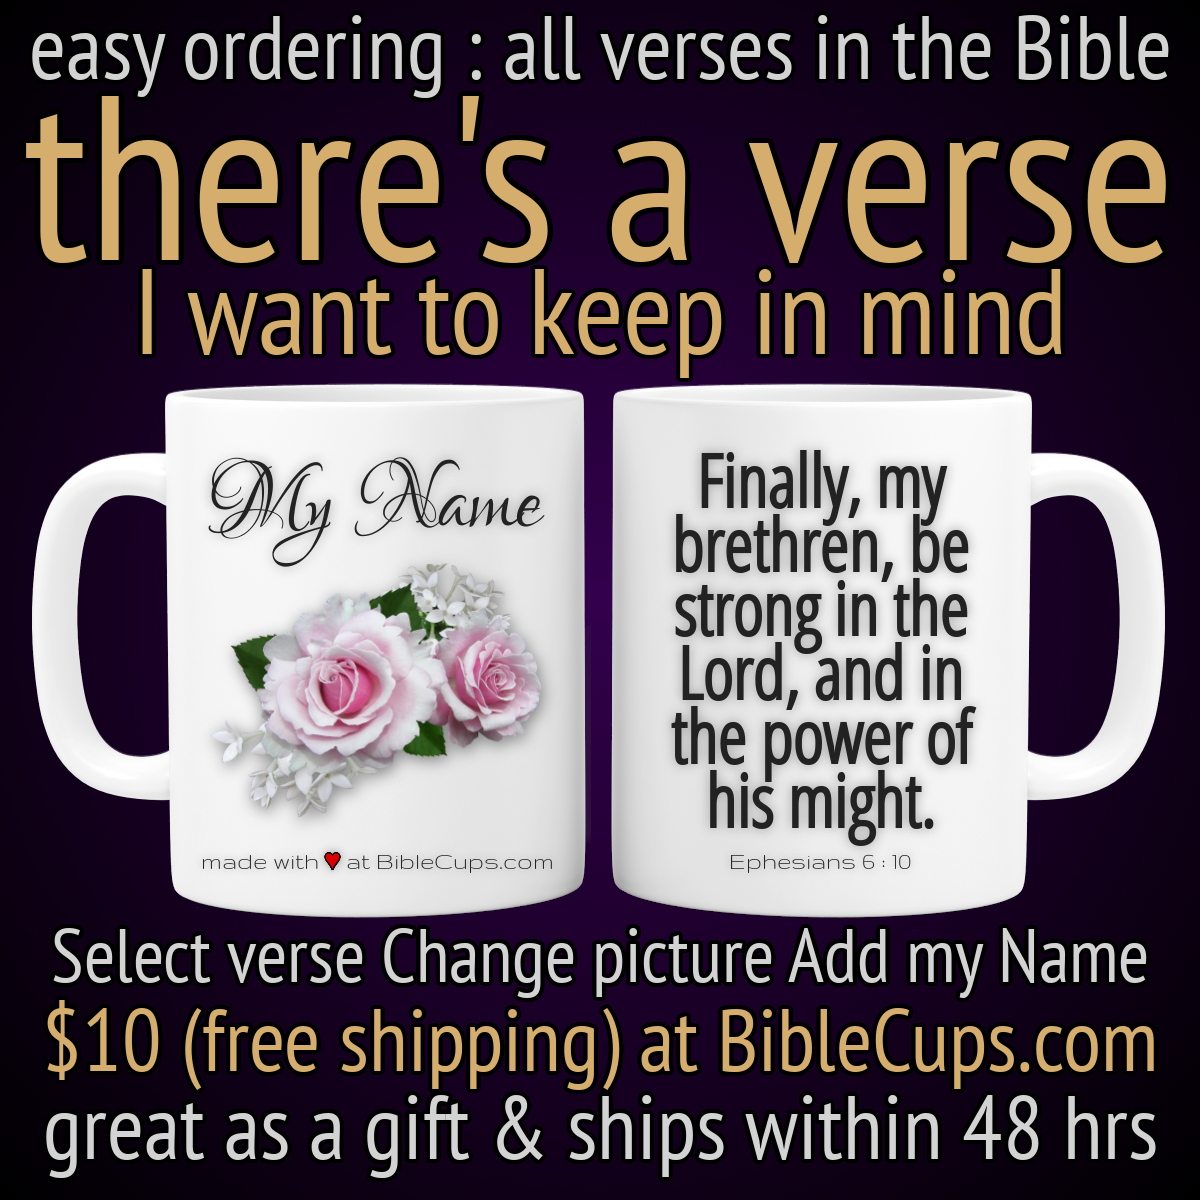 easy ordering : all verses in the Bible
there's a verse
I want to keep in mind
My Name
made with ♥ at BibleCups.com
Finally, my
brethren, be
strong in the
Lord, and in
the power of
his might.
Ephesians 6 : 10
Select verse Change picture Add my Name
$10 (free shipping) at BibleCups.com
great as a gift & ships within 48 hrs